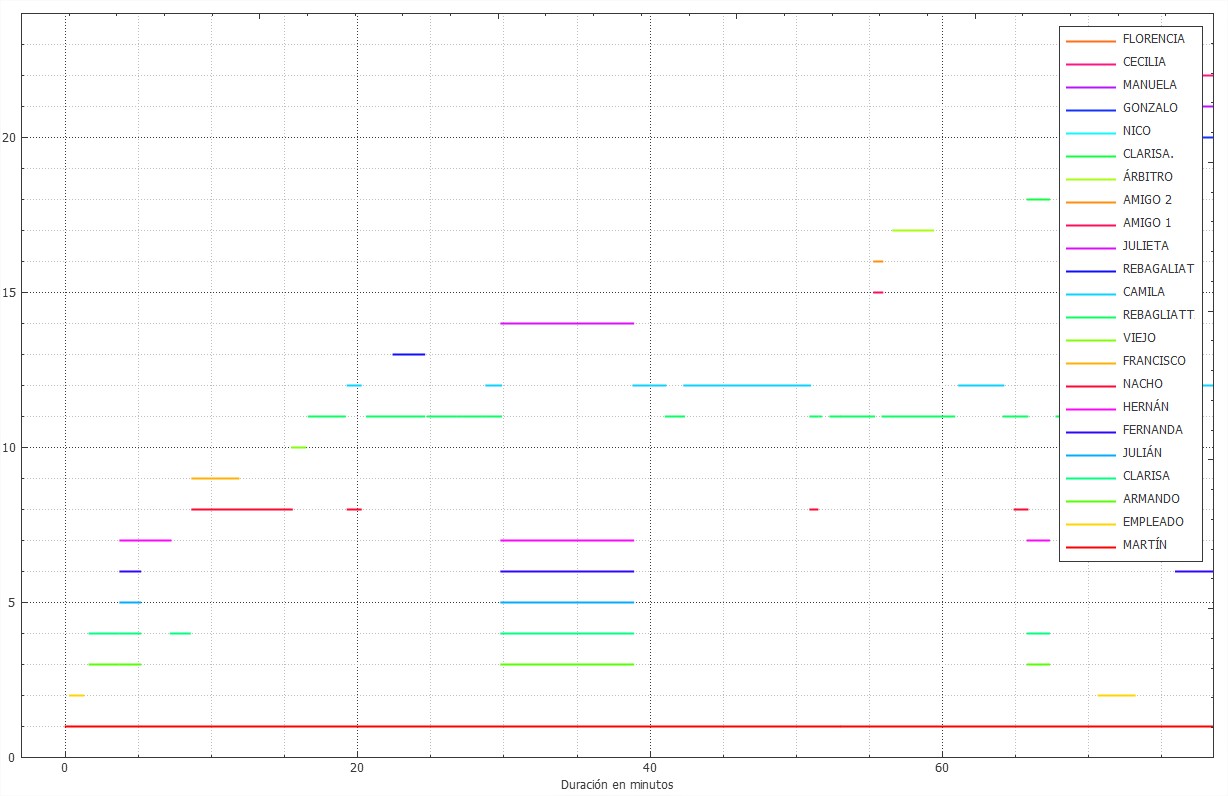 FLORENCIA
CECILIA
MANUELA
GONZALO
NICO
CLARISA.
ÁRBITRO
AMIGO 2
AMIGO 1
JULIETA
REBAGALIAT
CAMILA
REBAGLIATT
VIEJO
FRANCISCO
NACHO
HERNÁN
FERNANDA
JULIÁN
CLARISA
ARMANDO
EMPLEADO
MARTÍN
20
15
10
5
0
0 20 40 60
Duración en minutos